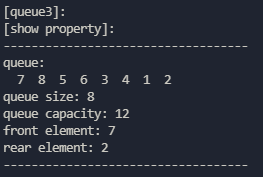 [queue3]:
[show property]:
-----------------------------------
queue:
  7  8  5  6  3  4  1  2
queue size: 8
queue capacity: 12
front element: 7
rear element: 2
-----------------------------------